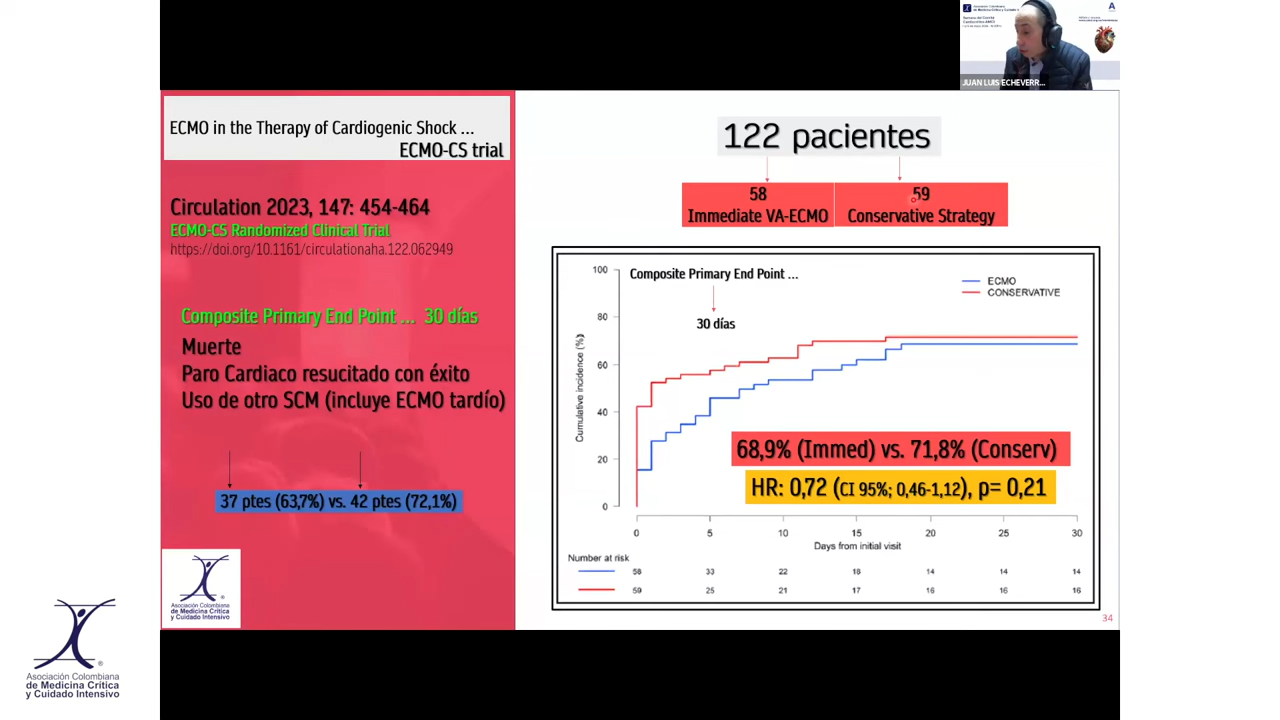 Asociación Colombiana
de Medicina Crítica y Cuidado In
JUAN LUIS ECHEVERR...
ECMO in the Therapy of Cardiogenic Shock ...
ECMO-CS trial
Circulation 2023, 147: 454-464
ECMO-CS Randomized Clinical Trial
https://doi.org/10.1161/circulationaha.122.062949
Composite Primary End Point ... 30 días
Muerte
Paro Cardiaco resucitado con éxito
Uso de otro SCM (incluye ECMO tardío)
37 ptes (63,7%) vs. 42 ptes (72,1%)
Asociación Colombiana
de Medicina Crítica
y Cuidado Intensivo
122 pacientes
58
Immediate VA-ECMO
59
Conservative Strategy
Composite Primary End Point ...
30 días
ECMO
CONSERVATIVE
Cumulative incidence (%)
100
80
60
40
20
0
68,9% (Immed) vs. 71,8% (Conserv)
HR: 0,72 (CI 95%; 0,46-1,12), p= 0,21
0 5 10 15 20 25 30
Days from initial visit
Number at risk
58 33 22 18 14 14 14
59 25 21 17 16 16 16
34
®
Asociación Colombiana
de Medicina Crítica
y Cuidado Intensivo